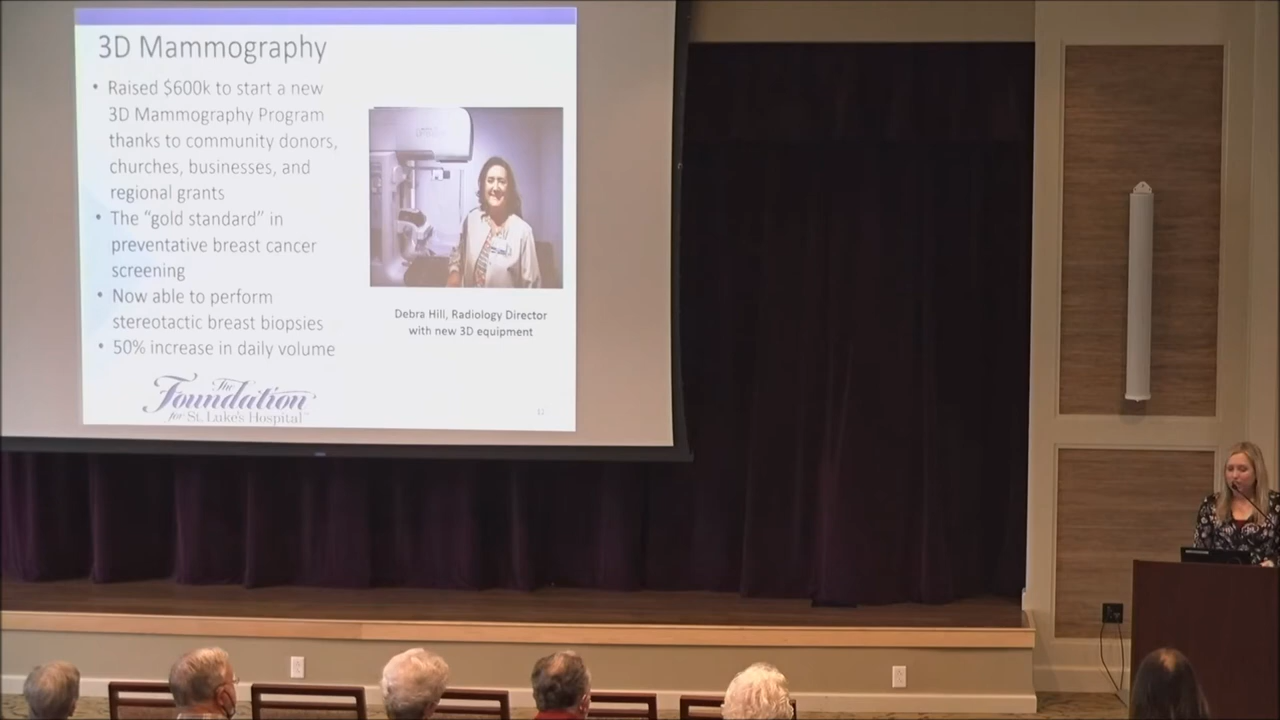 3D Mammography
• Raised $600k to start a new
3D Mammography Program
thanks to community donors,
churches, businesses, and
regional grants
• The “gold standard” in
preventative breast cancer
screening
• Now able to perform
stereotactic breast biopsies
• 50% increase in daily volume
Debra Hill, Radiology Director
with new 3D equipment
The
Foundation
for St. Luke's Hospital
12